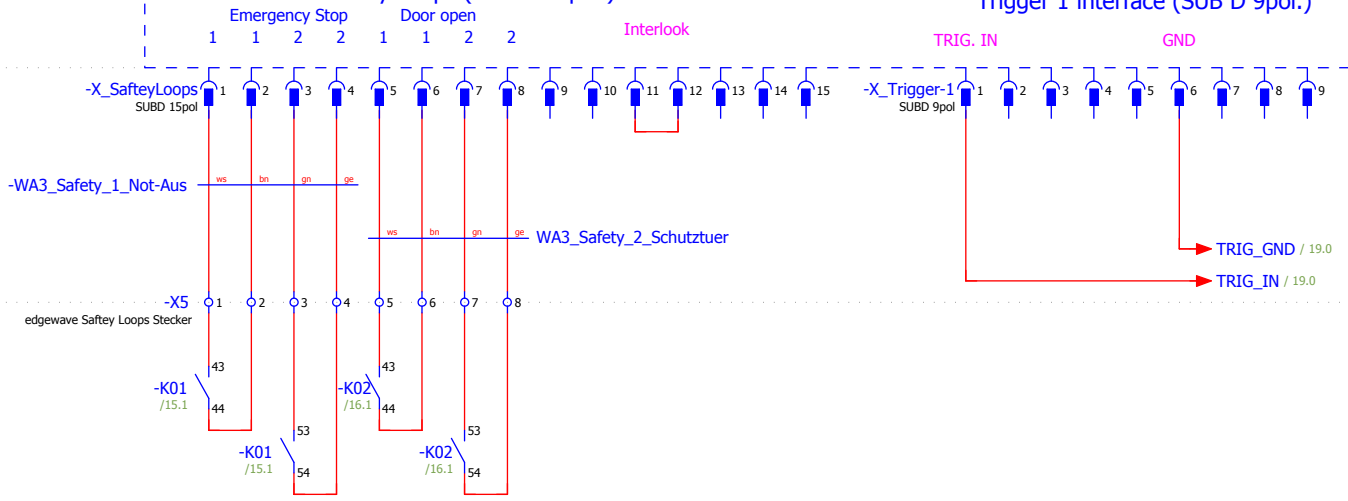 Trigger 1 interface (SUB D 9pol.)
Emergency Stop Door open
1 1 2 2 1 1 2 2
Interlook
TRIG. IN GND
-X_SafteyLoops 1 2 3 4 5 6 7 8 9 10 11 12 13 14 15
SUBD 15pol
-X_Trigger-1 1 2 3 4 5 6 7 8 9
SUBD 9pol
-WA3_Safety_1_Not-Aus ws bn gn ge
ws bn gn ge WA3_Safety_2_Schutztuer
TRIG_GND / 19.0
TRIG_IN / 19.0
-X5 1 2 3 4 5 6 7 8
edgewave Saftey Loops Stecker
43 43
-K01 -K02
/15.1 /16.1
44 44
53 53
-K01 -K02
/15.1 /16.1
54 54